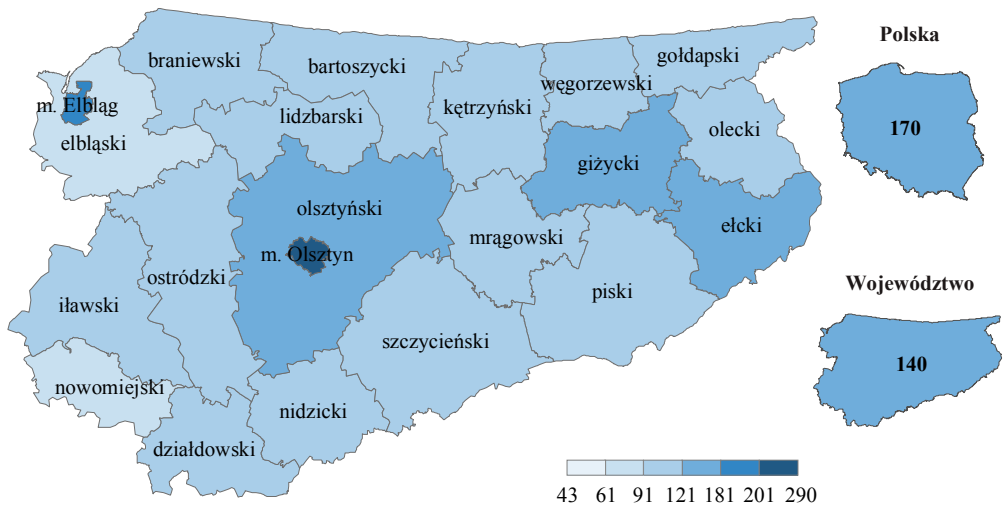 braniewski
bartoszycki
gołdapski
węgorzewski
kętrzyński
m. Elbląg
lidzbarski
olecki
elbląski
giżycki
olsztyński
ełcki
mrągowski
m. Olsztyn
ostródzki
piski
iławski
szczycieński
nowomiejski
nidzicki
działdowski
Polska
170
Województwo
140
43 61 91 121 181 201 290